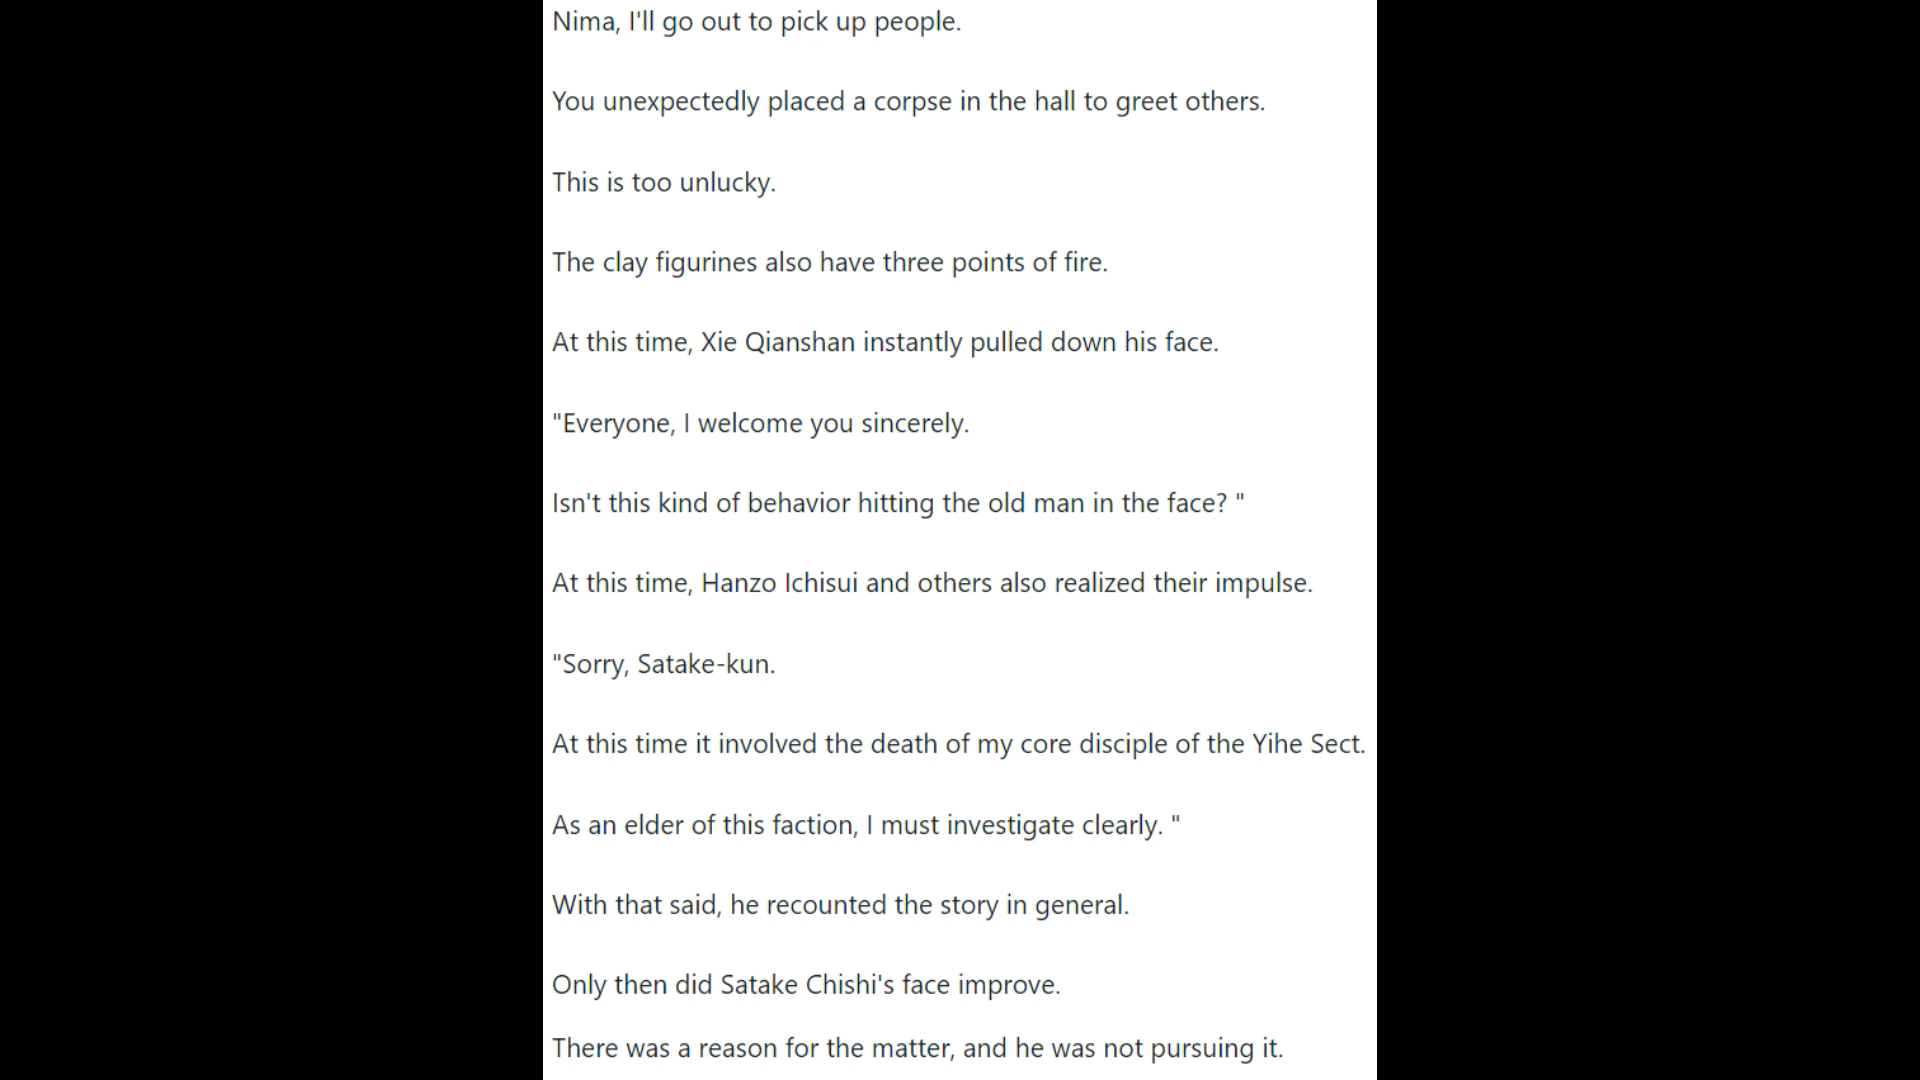 Nima, I'll go out to pick up people.
You unexpectedly placed a corpse in the hall to greet others.
This is too unlucky.
The clay figurines also have three points of fire.
At this time, Xie Qianshan instantly pulled down his face.
"Everyone, I welcome you sincerely.
Isn't this kind of behavior hitting the old man in the face? "
At this time, Hanzo Ichisui and others also realized their impulse.
"Sorry, Satake-kun.
At this time it involved the death of my core disciple of the Yihe Sect.
As an elder of this faction, I must investigate clearly. "
With that said, he recounted the story in general.
Only then did Satake Chishi's face improve.
There was a reason for the matter, and he was not pursuing it.